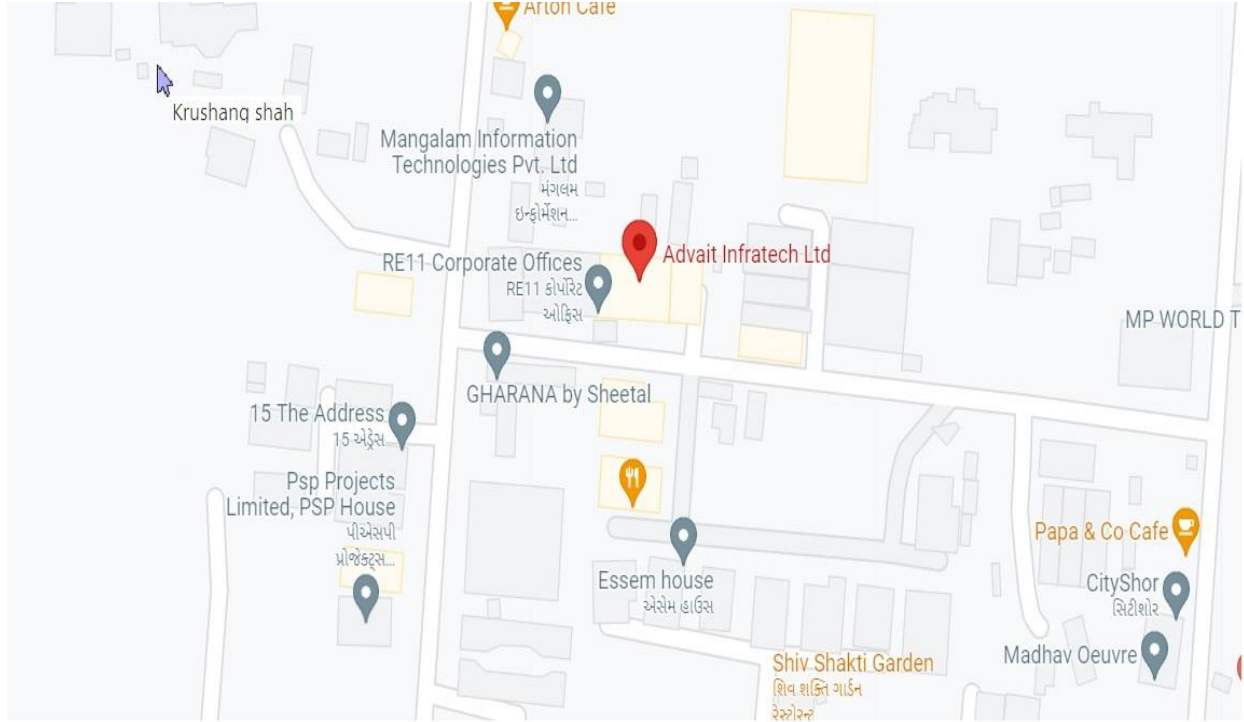 Arton Cafe
Krushang shah
Mangalam Information
Technologies Pvt. Ltd
મંગલમ
ઇન્ફોર્મેશન...
Advait Infratech Ltd
RE11 Corporate Offices
RE11 કોર્પોરેટ
ઓફિસ
MP WORLD T
GHARANA by Sheetal
15 The Address
15 એડ્રેસ
Psp Projects
Limited, PSP House
પીએસપી
પ્રોજેક્ટ્સ...
Essem house
એસેમ હાઉસ
Papa & Co Cafe
CityShor
સિટીશોર
Madhav Oeuvre
Shiv Shakti Garden
શિવ શક્તિ ગાર્ડન
રેસ્ટોરન્ટ